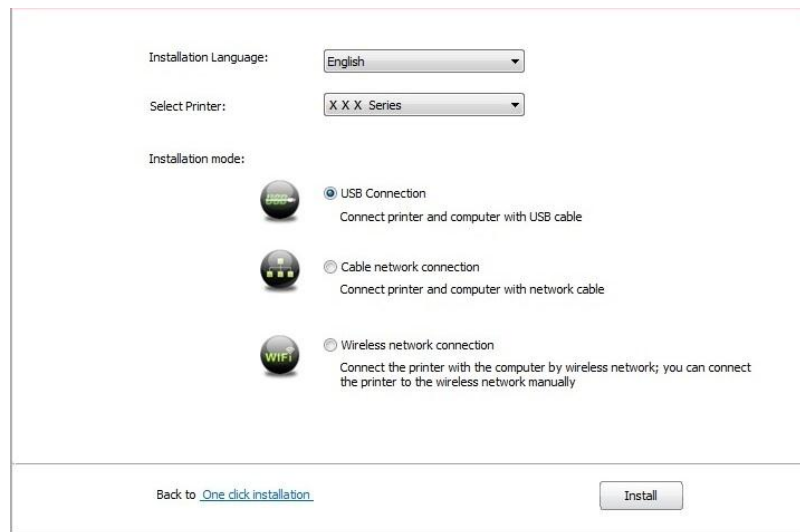 Installation Language:
English
Select Printer:
X X X Series
Installation mode:
USB
USB Connection
Connect printer and computer with USB cable
Cable network connection
Connect printer and computer with network cable
WIFI
Wireless network connection
Connect the printer with the computer by wireless network; you can connect
the printer to the wireless network manually
Back to One click installation
Install